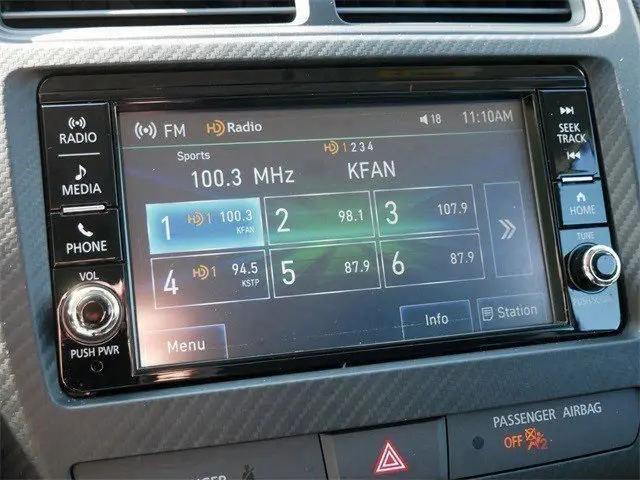 RADIO
MEDIA
PHONE
VOL
PUSH PWR
FM HD Radio 18 11:10AM
Sports HD 1 2 3 4
100.3 MHz KFAN
1 HD 1 100.3 KFAN
2 98.1
3 107.9
4 HD 1 94.5 KSTP
5 87.9
6 87.9
Menu
Info
Station
SEEK
TRACK
HOME
TUNE
PASSENGER AIRBAG
OFF